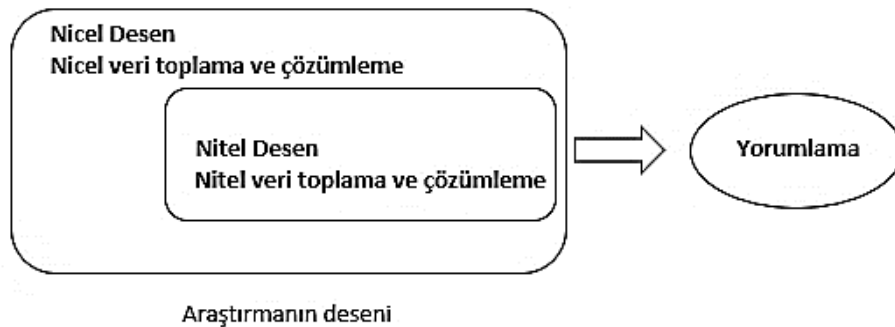 Nicel Desen
Nicel veri toplama ve çözümleme
Nitel Desen
Nitel veri toplama ve çözümleme
Yorumlama
Araştırmanın deseni